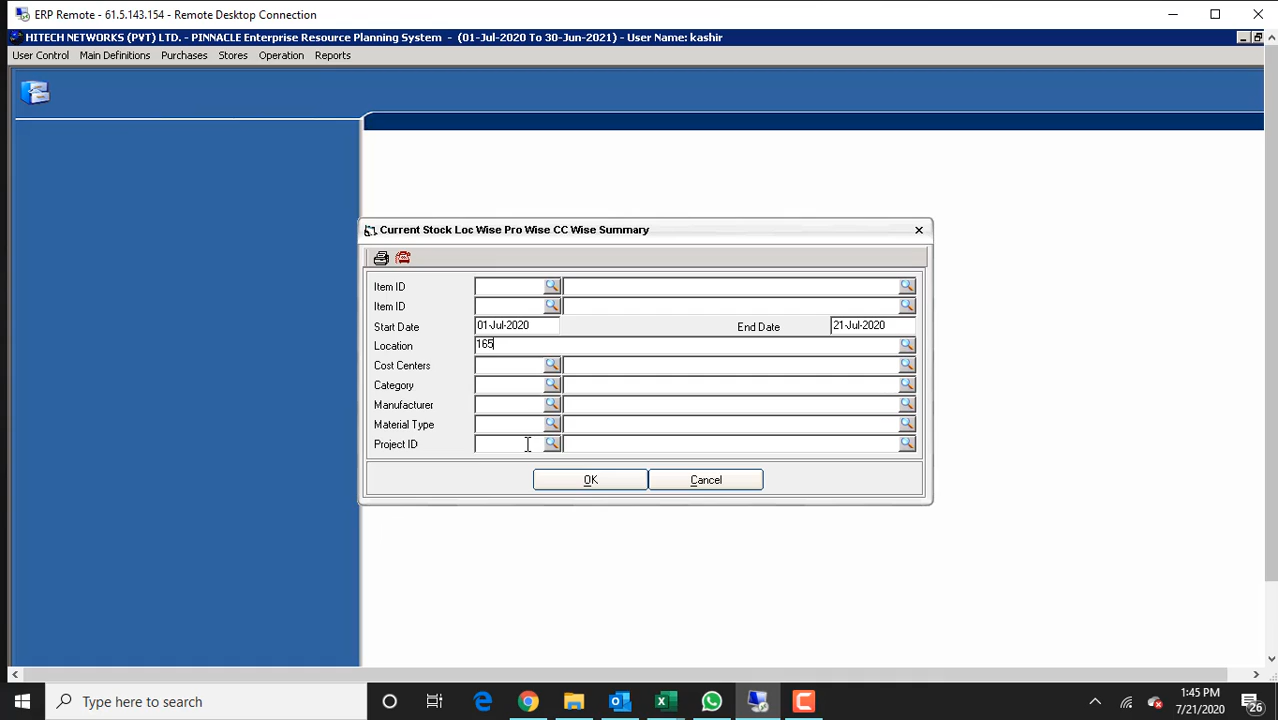 ERP Remote - 61.5.143.154 - Remote Desktop Connection
HITECH NETWORKS (PVT) LTD. - PINNACLE Enterprise Resource Planning System - (01-Jul-2020 To 30-Jun-2021) - User Name: kashir
User Control Main Definitions Purchases Stores Operation Reports
Current Stock Loc Wise Pro Wise CC Wise Summary
Item ID
Item ID
Start Date 01-Jul-2020 End Date 21-Jul-2020
Location 165
Cost Centers
Category
Manufacturer
Material Type
Project ID
OK Cancel
Type here to search
1:45 PM
7/21/2020
26